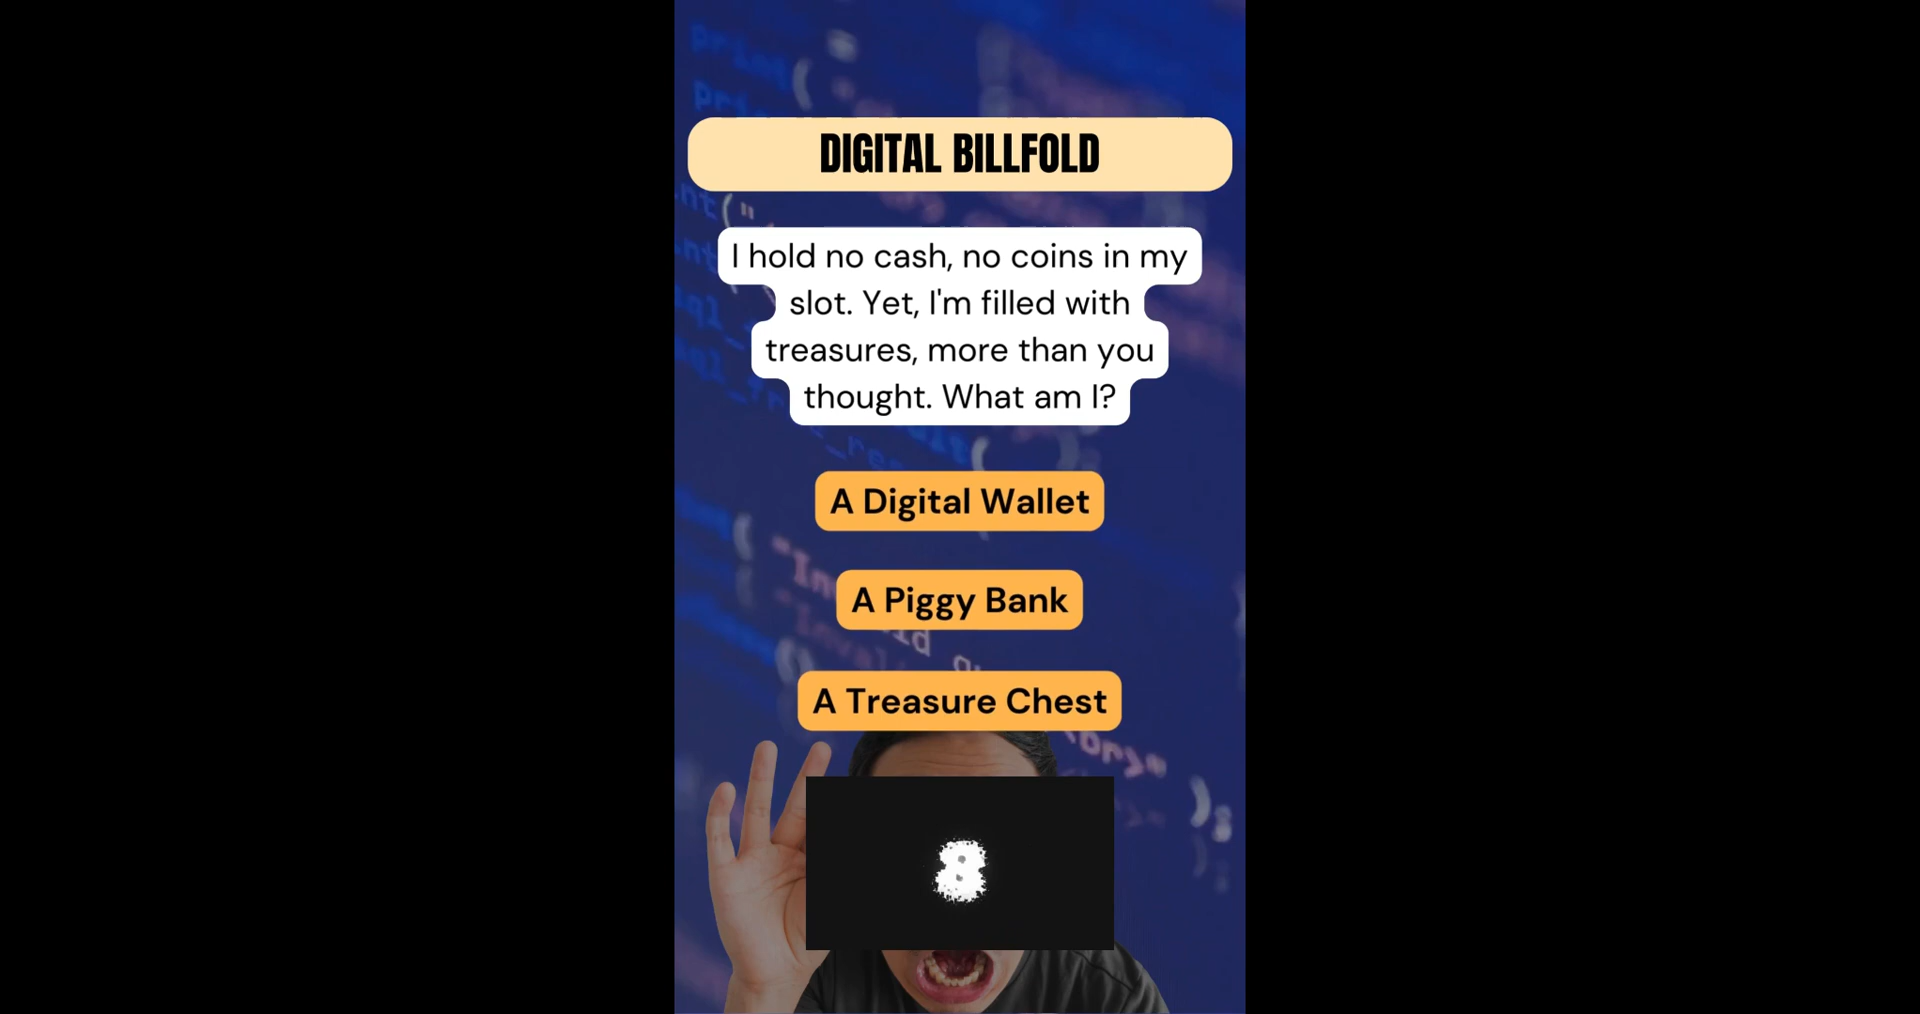 DIGITAL BILLFOLD
I hold no cash, no coins in my
slot. Yet, I'm filled with
treasures, more than you
thought. What am I?
A Digital Wallet
A Piggy Bank
A Treasure Chest
8